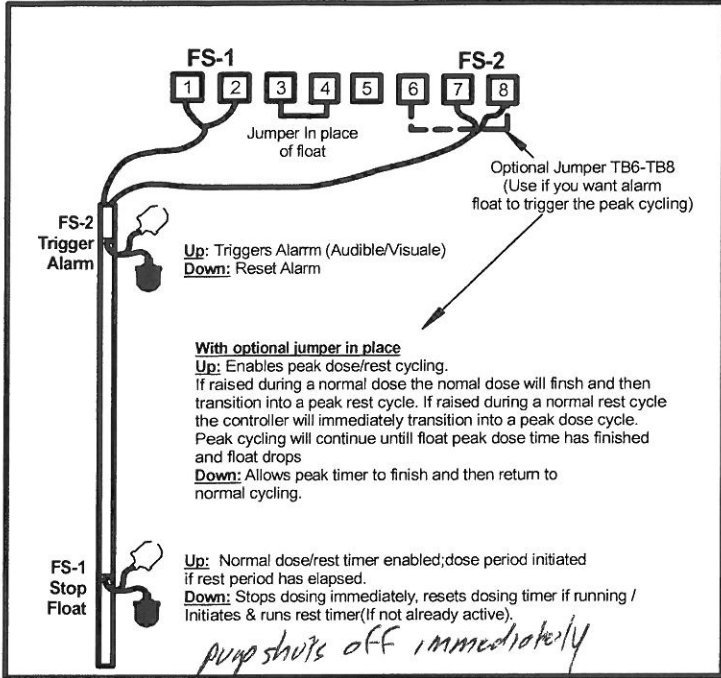 FS-1
FS-2
1 2 3 4 5 6 7 8
Jumper In place
of float
Optional Jumper TB6-TB8
(Use if you want alarm
float to trigger the peak cycling)
FS-2
Trigger
Alarm
Up: Triggers Alarrm (Audible/Visuale)
Down: Reset Alarm
With optional jumper in place
Up: Enables peak dose/rest cycling.
If raised during a normal dose the nomal dose will finsh and then
transition into a peak rest cycle. If raised during a normal rest cycle
the controller will immediately transition into a peak dose cycle.
Peak cycling will continue untill float peak dose time has finished
and float drops
Down: Allows peak timer to finish and then return to
normal cycling.
FS-1
Stop
Float
Up: Normal dose/rest timer enabled;dose period initiated
if rest period has elapsed.
Down: Stops dosing immediately, resets dosing timer if running /
Initiates & runs rest timer(If not already active).
pump shuts off immediately